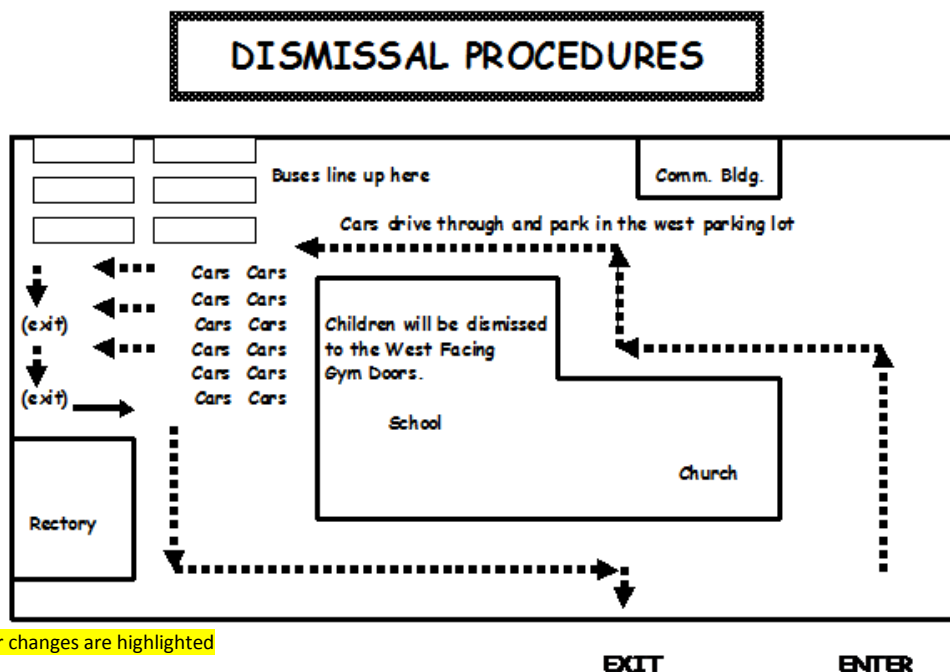 DISMISSAL PROCEDURES
Buses line up here
Comm. Bldg.
Cars drive through and park in the west parking lot
Cars Cars
Cars Cars
Cars Cars
Cars Cars
Cars Cars
Cars Cars
(exit)
(exit)
Children will be dismissed
to the West Facing
Gym Doors.
School
Church
Rectory
changes are highlighted
EXIT
ENTER